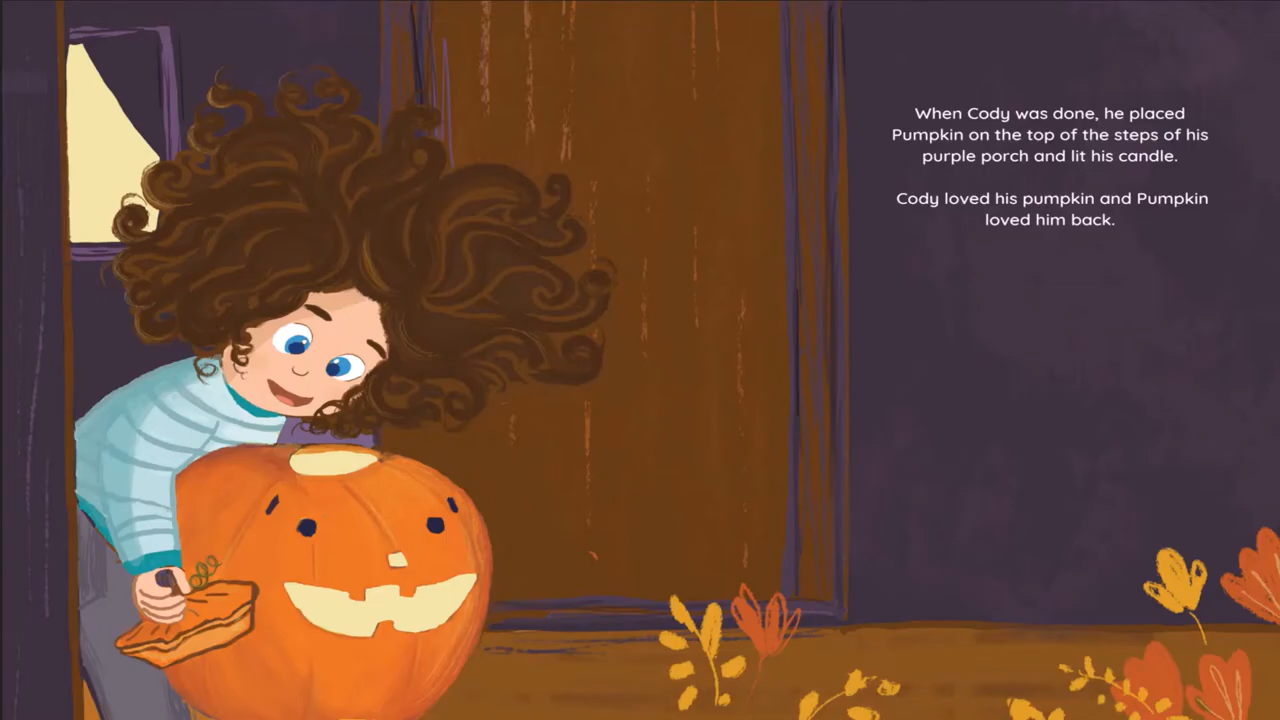 When Cody was done, he placed
Pumpkin on the top of the steps of his
purple porch and lit his candle.
Cody loved his pumpkin and Pumpkin
loved him back.